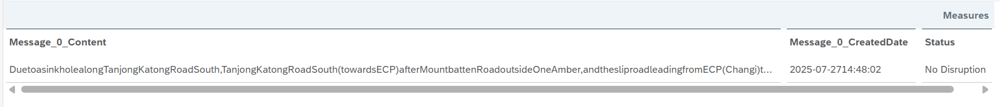 Measures
Message_0_Content Message_0_CreatedDate Status
DuetoasinkholealongTanjongKatongRoadSouth,TanjongKatongRoadSouth(towardsECP)afterMountbattenRoadoutsideOneAmber,andthesliproadleadingfromECP(Changi)t... 2025-07-2714:48:02 No Disruption